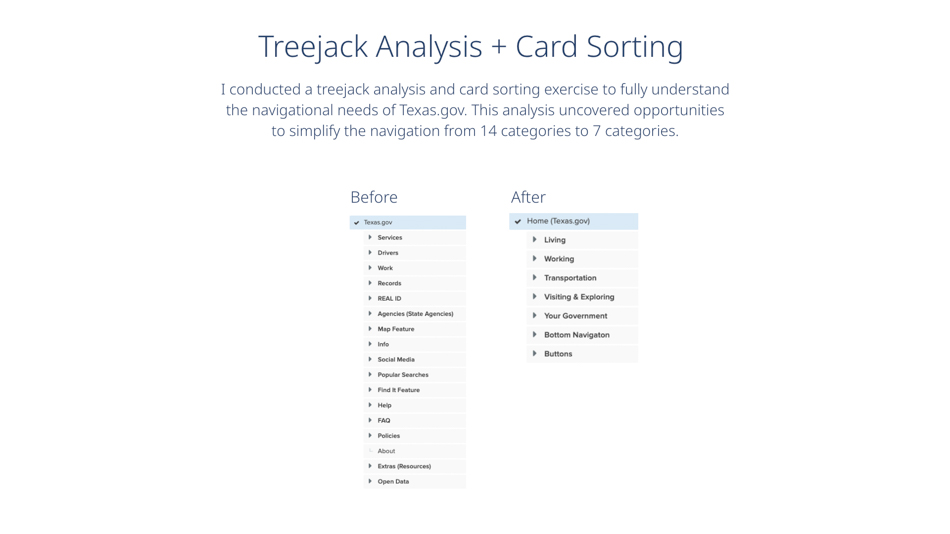 Treejack Analysis + Card Sorting
I conducted a treejack analysis and card sorting exercise to fully understand
the navigational needs of Texas.gov. This analysis uncovered opportunities
to simplify the navigation from 14 categories to 7 categories.
Before
Texas.gov
Services
Drivers
Work
Records
REAL ID
Agencies (State Agencies)
Map Feature
Info
Social Media
Popular Searches
Find It Feature
Help
FAQ
Policies
About
Extras (Resources)
Open Data
After
Home (Texas.gov)
Living
Working
Transportation
Visiting & Exploring
Your Government
Bottom Navigaton
Buttons